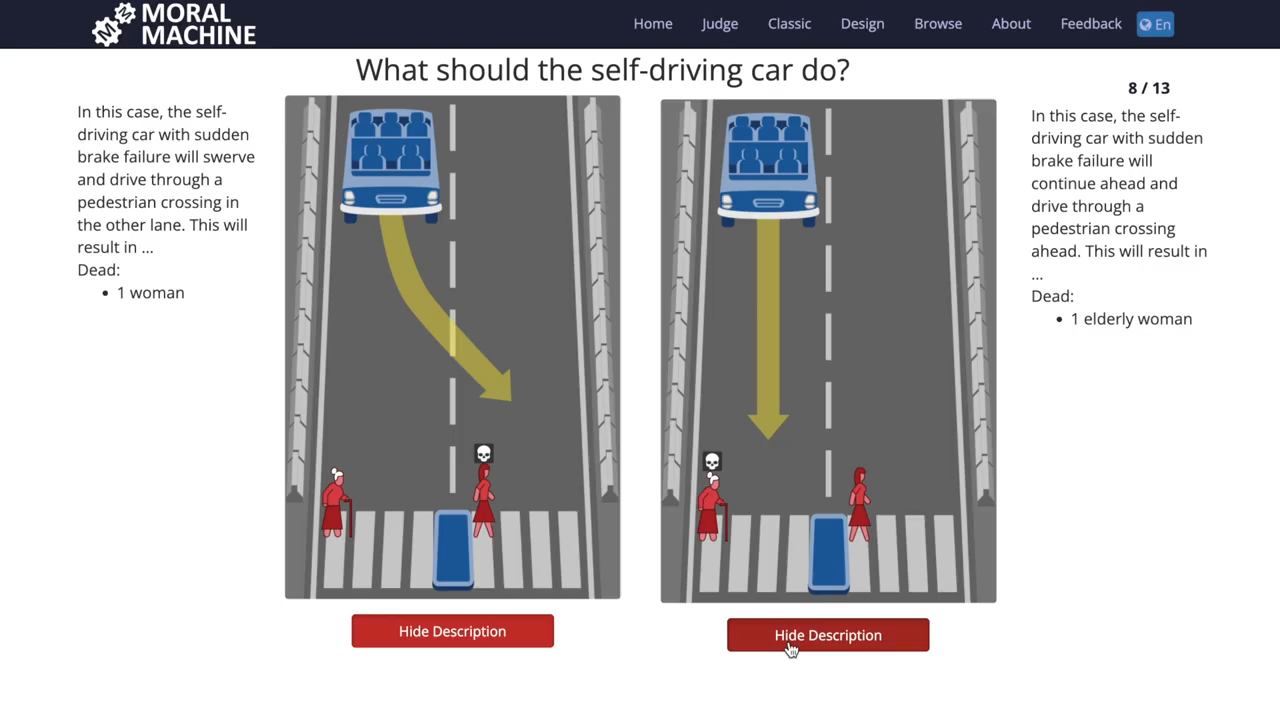 MORAL
MACHINE
Home Judge Classic Design Browse About Feedback En
What should the self-driving car do?
8 / 13
In this case, the self-
driving car with sudden
brake failure will swerve
and drive through a
pedestrian crossing in
the other lane. This will
result in ...
Dead:
• 1 woman
In this case, the self-
driving car with sudden
brake failure will
continue ahead and
drive through a
pedestrian crossing
ahead. This will result in
...
Dead:
• 1 elderly woman
Hide Description
Hide Description